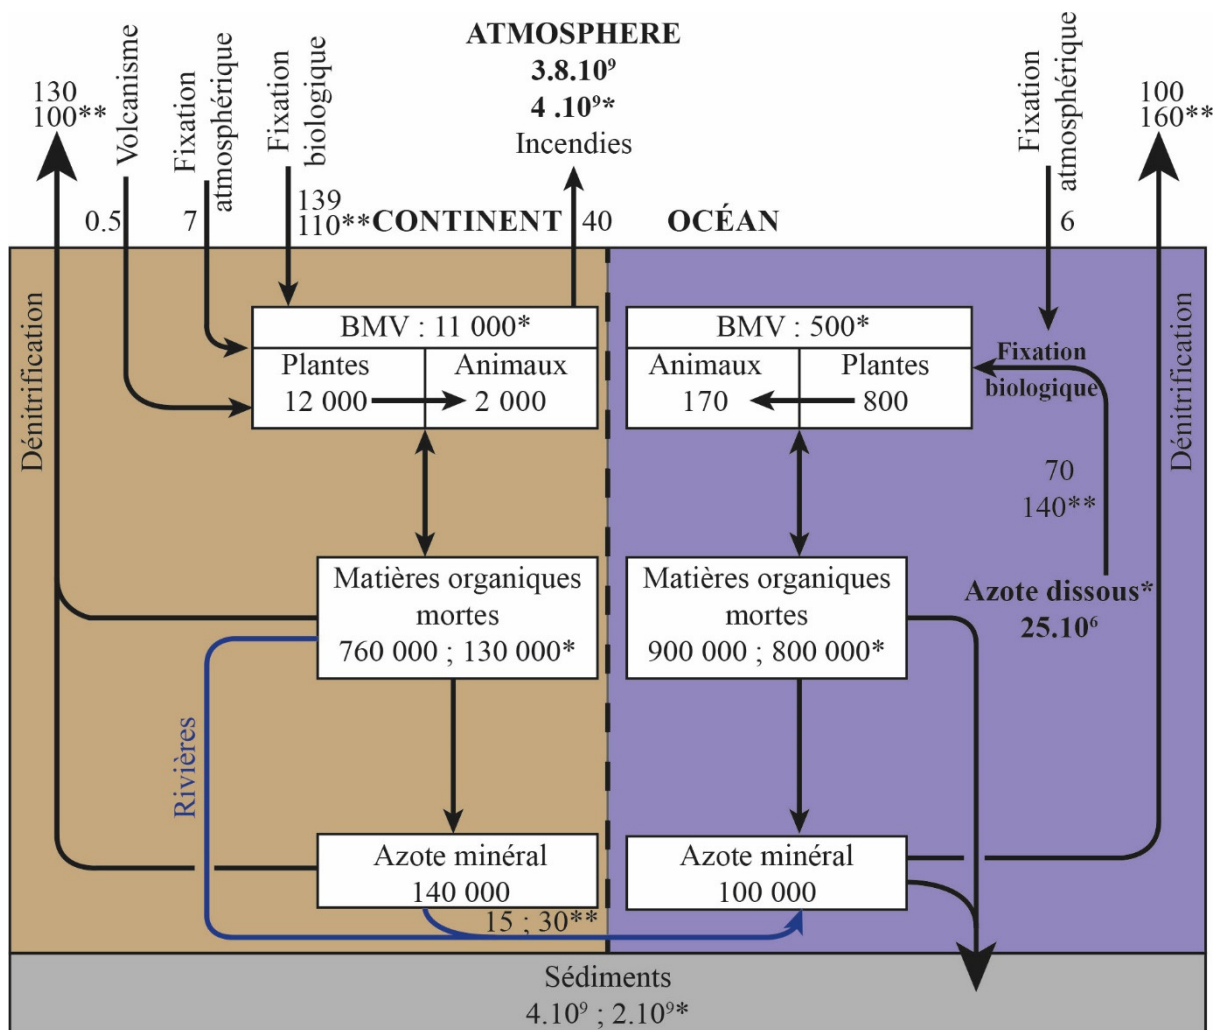 ATMOSPHERE
3.8.10⁹
4 .10⁹*
Incendies
130
100**
Volcanisme
Fixation
atmosphérique
Fixation
biologique
Fixation
atmosphérique
100
160**
0.5
7
139
110**
CONTINENT
40
OCÉAN
6
Dénitrification
BMV : 11 000*
Plantes
12 000
Animaux
2 000
BMV : 500*
Animaux
170
Plantes
800
Fixation
biologique
Dénitrification
70
140**
Matières organiques
mortes
760 000 ; 130 000*
Matières organiques
mortes
900 000 ; 800 000*
Azote dissous*
25.10⁶
Rivières
Azote minéral
140 000
Azote minéral
100 000
15 ; 30**
Sédiments
4.10⁹ ; 2.10⁹*